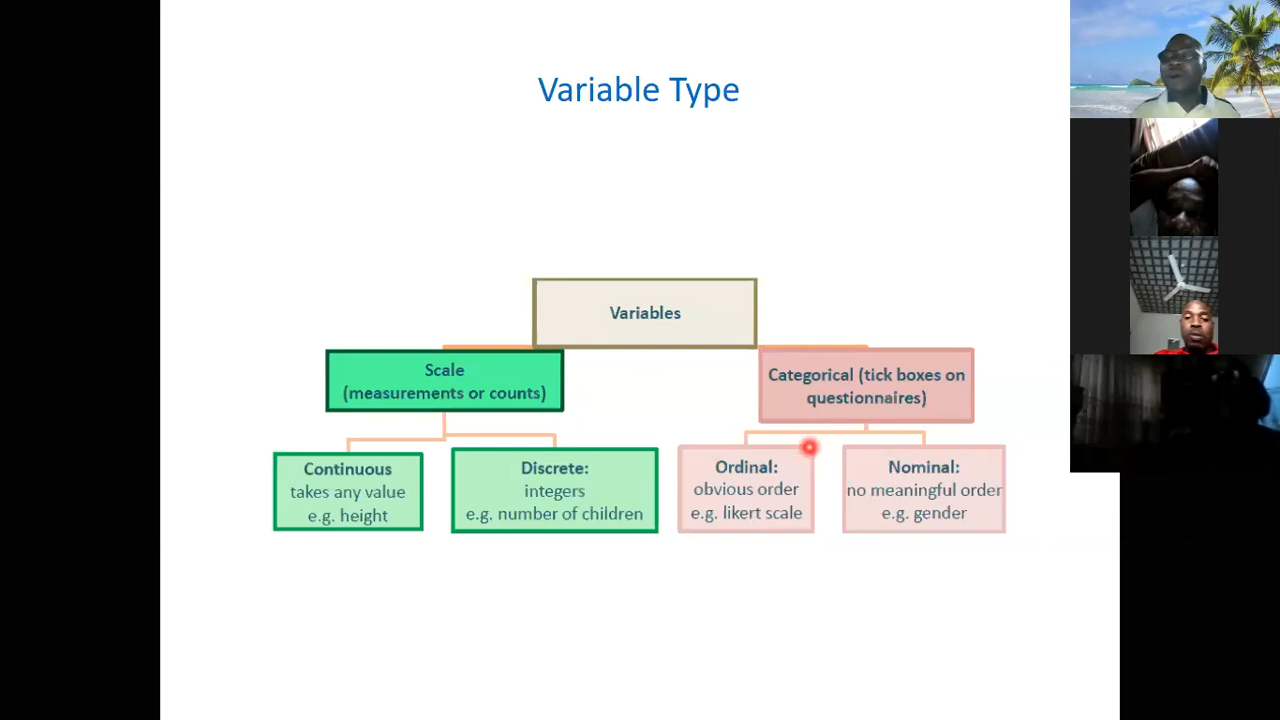 Variable Type
Variables
Scale
(measurements or counts)
Categorical (tick boxes on
questionnaires)
Continuous
takes any value
e.g. height
Discrete:
integers
e.g. number of children
Ordinal:
obvious order
e.g. likert scale
Nominal:
no meaningful order
e.g. gender